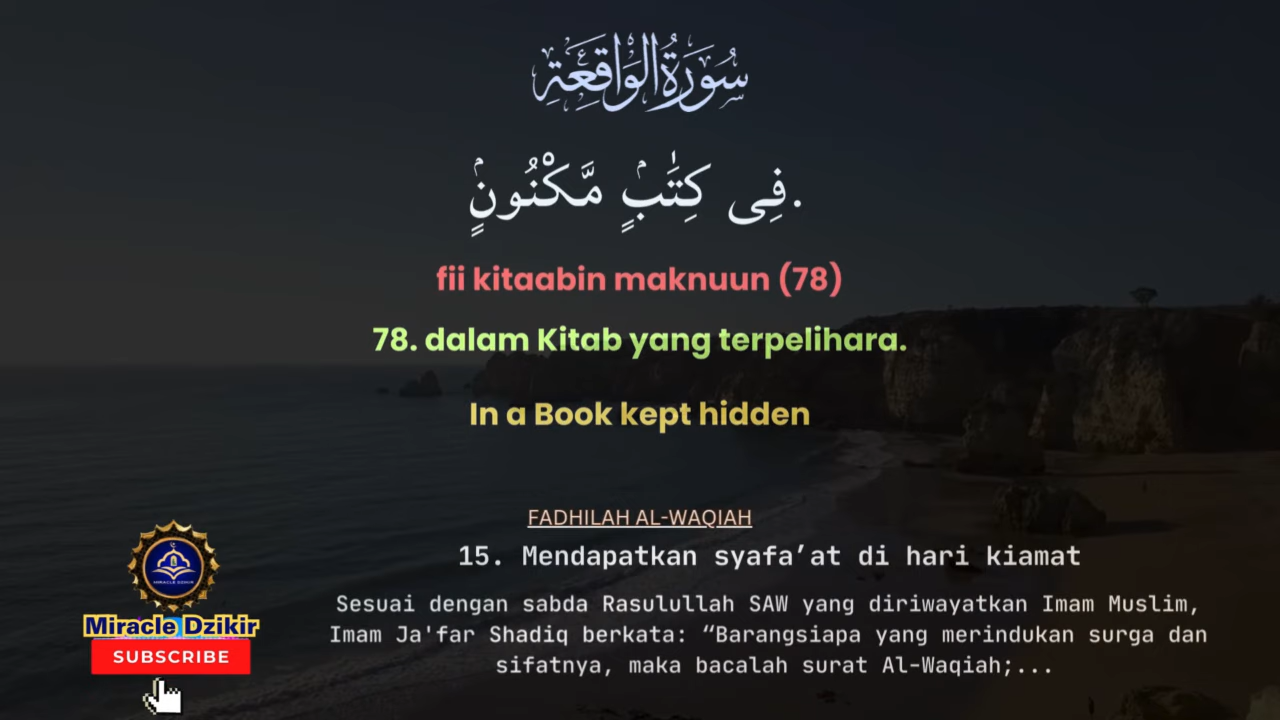 سُورَةُ الوَاقِعَةِ
فِى كِتَٰبٍۢ مَّكْنُونٍۢ.
fii kitaabin maknuun (78)
78. dalam Kitab yang terpelihara.
In a Book kept hidden
FADHILAH AL-WAQIAH
15. Mendapatkan syafa’at di hari kiamat
Sesuai dengan sabda Rasulullah SAW yang diriwayatkan Imam Muslim,
Imam Ja'far Shadiq berkata: “Barangsiapa yang merindukan surga dan
sifatnya, maka bacalah surat Al-Waqiah;...
MIRACLE DZIKIR
Miracle Dzikir
SUBSCRIBE